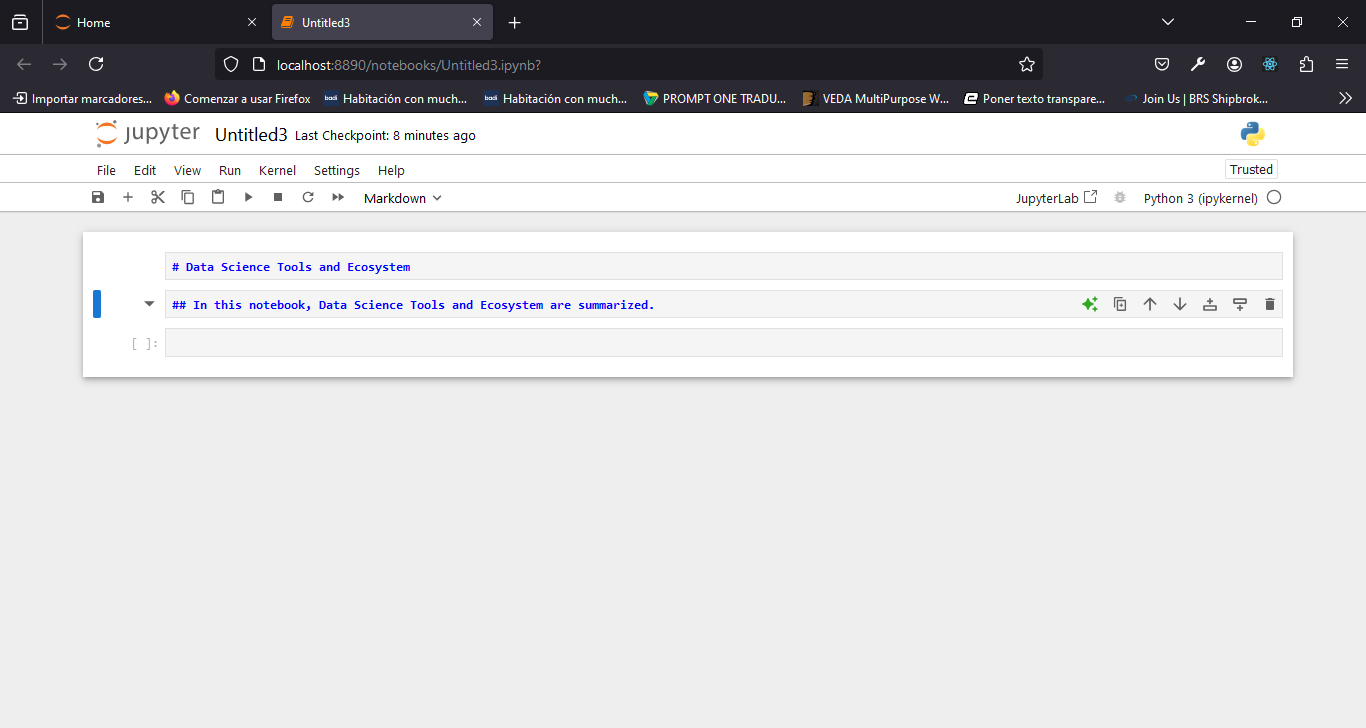 Home
Untitled3
localhost:8890/notebooks/Untitled3.ipynb?
Importar marcadores... Comenzar a usar Firefox badi Habitación con much... badi Habitación con much... PROMPT ONE TRADU... VEDA MultiPurpose W... Poner texto transpare... Join Us | BRS Shipbrok...
jupyter Untitled3 Last Checkpoint: 8 minutes ago
File Edit View Run Kernel Settings Help Trusted
Markdown JupyterLab Python 3 (ipykernel)
# Data Science Tools and Ecosystem
## In this notebook, Data Science Tools and Ecosystem are summarized.
[ ]: